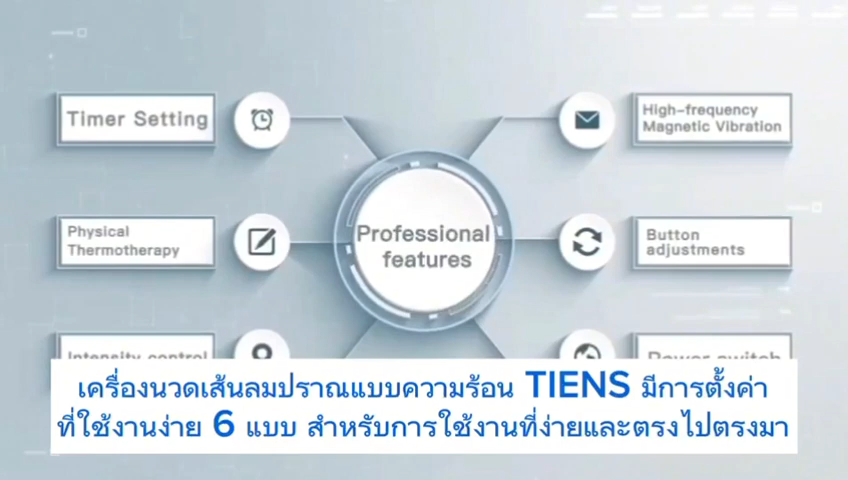 Timer Setting
High-frequency
Magnetic Vibration
Professional
features
Physical
Thermotherapy
Button
adjustments
Intensity control
Power switch
เครื่องนวดเส้นลมปราณแบบความร้อน TIENS มีการตั้งค่า
ที่ใช้งานง่าย 6 แบบ สำหรับการใช้งานที่ง่ายและตรงไปตรงมา